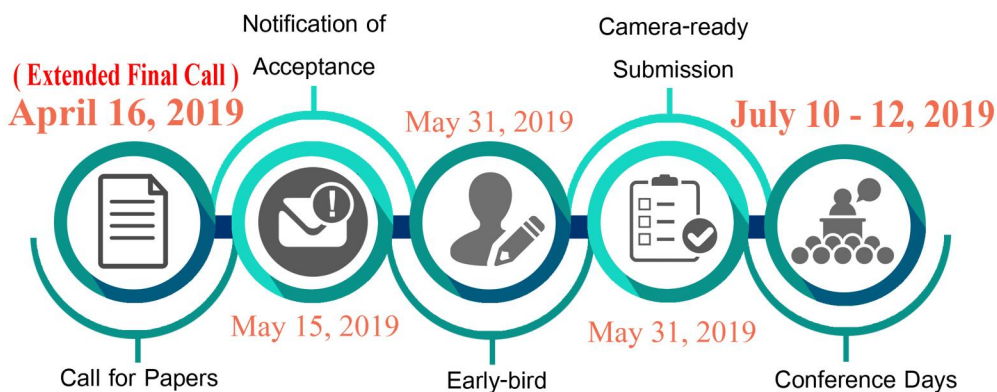 ( Extended Final Call )
April 16, 2019
Call for Papers
Notification of
Acceptance
May 15, 2019
May 31, 2019
Early-bird
Camera-ready
Submission
May 31, 2019
July 10 - 12, 2019
Conference Days